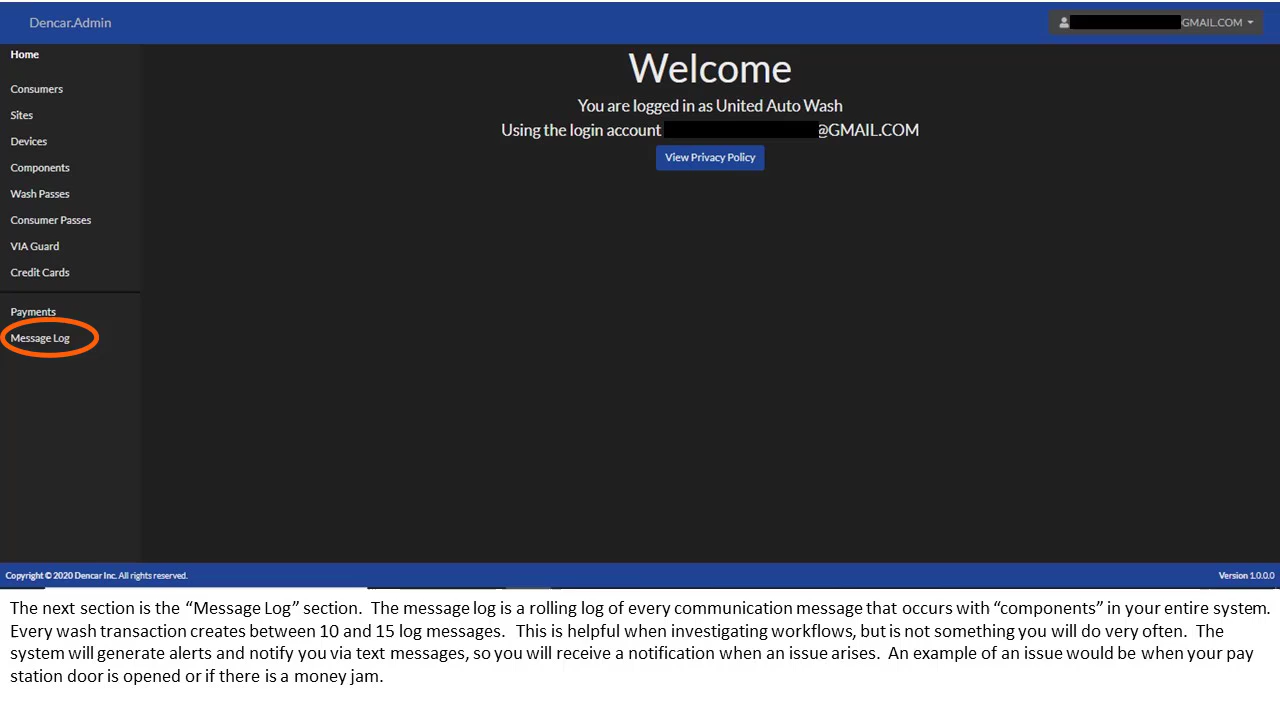 Dencar.Admin
GMAIL.COM
Home
Consumers
Sites
Devices
Components
Wash Passes
Consumer Passes
VIA Guard
Credit Cards
Payments
Message Log
Welcome
You are logged in as United Auto Wash
Using the login account @GMAIL.COM
View Privacy Policy
Copyright © 2020 Dencar Inc. All rights reserved.
Version 1.0.0.0
The next section is the “Message Log” section.  The message log is a rolling log of every communication message that occurs with “components” in your entire system.
Every wash transaction creates between 10 and 15 log messages.   This is helpful when investigating workflows, but is not something you will do very often.  The
system will generate alerts and notify you via text messages, so you will receive a notification when an issue arises.  An example of an issue would be when your pay
station door is opened or if there is a money jam.